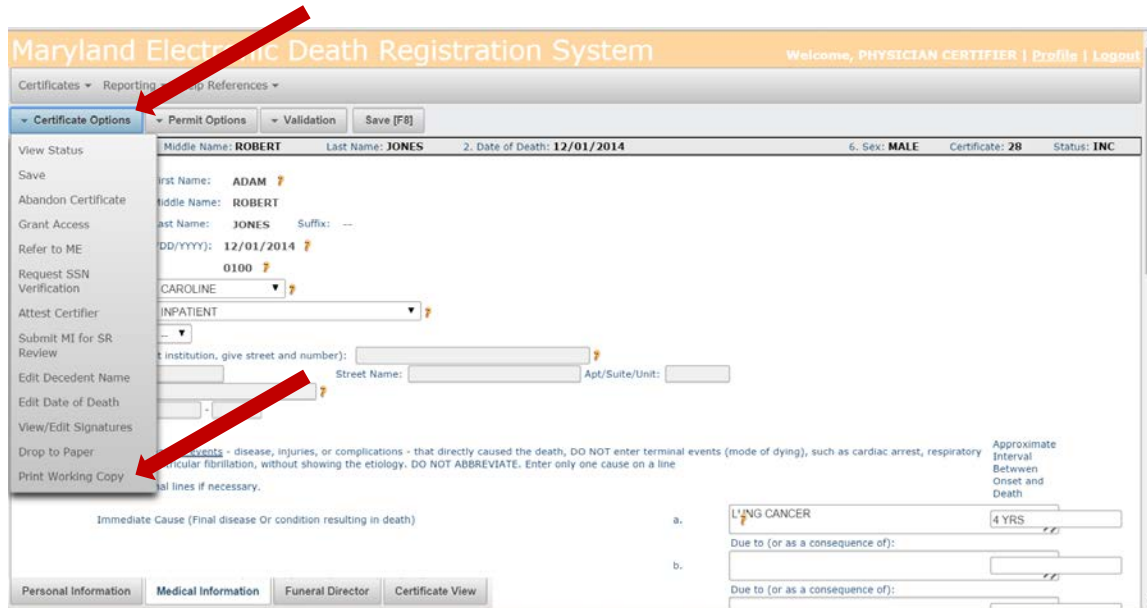 Maryland Electronic Death Registration System
Welcome, PHYSICIAN CERTIFIER | Profile | Logout
Certificates Reporting Help References
Certificate Options Permit Options Validation Save [F8]
Middle Name: ROBERT Last Name: JONES 2. Date of Death: 12/01/2014 6. Sex: MALE Certificate: 28 Status: INC
View Status
Save
Abandon Certificate
Grant Access
Refer to ME
Request SSN
Verification
Attest Certifier
Submit MI for SR
Review
Edit Decedent Name
Edit Date of Death
View/Edit Signatures
Drop to Paper
Print Working Copy
irst Name: ADAM ?
iddle Name: ROBERT
ast Name: JONES Suffix: --
/DD/YYYY): 12/01/2014 ?
0100 ?
CAROLINE ?
INPATIENT ?
--
t institution, give street and number): ?
Street Name: Apt/Suite/Unit:
?
-
events - disease, injuries, or complications - that directly caused the death, DO NOT enter terminal events (mode of dying), such as cardiac arrest, respiratory
ricular fibrillation, without showing the etiology. DO NOT ABBREVIATE. Enter only one cause on a line
nal lines if necessary.
Approximate
Interval
Betwwen
Onset and
Death
Immediate Cause (Final disease Or condition resulting in death) a. LUNG CANCER ? 4 YRS
Due to (or as a consequence of):
b.
Due to (or as a consequence of):
Personal Information Medical Information Funeral Director Certificate View